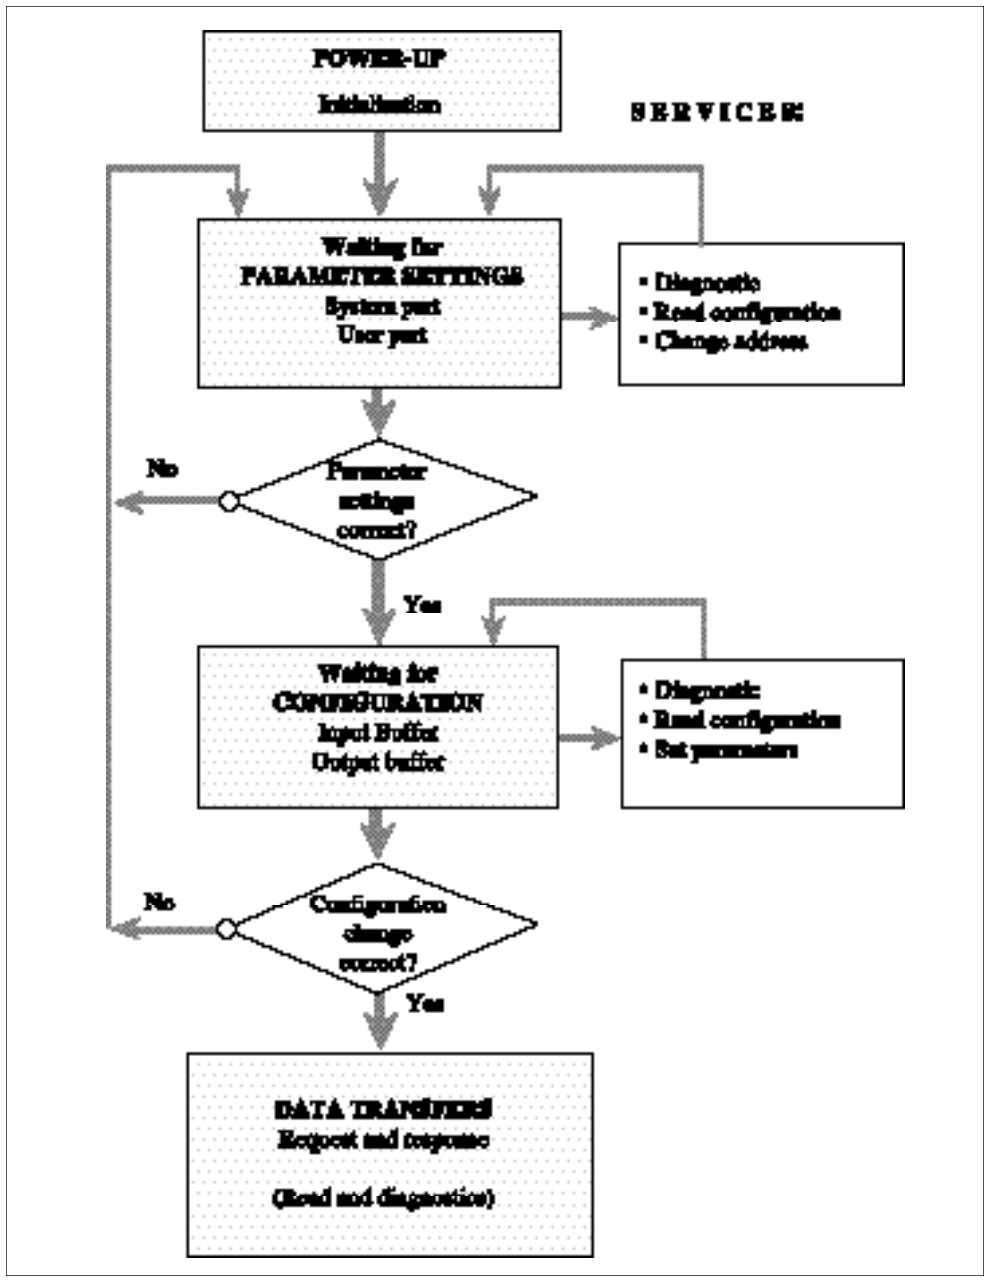 POWER-UP
Initialisation
SERVICES:
Waiting for
PARAMETER SETTINGS
System part
User part
• Diagnostic
• Read configuration
• Change address
No
Parameter
settings
correct?
Yes
Waiting for
CONFIGURATION
Input Buffer
Output buffer
• Diagnostic
• Read configuration
• Set parameters
No
Configuration
change
correct?
Yes
DATA TRANSFERS
Request and response
(Read and diagnostics)